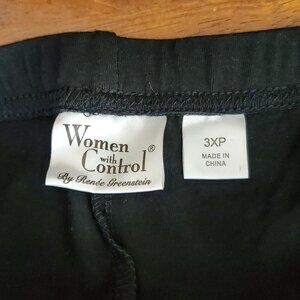 Women
with
Control®
By Renée Greenstein
3XP
MADE IN
CHINA